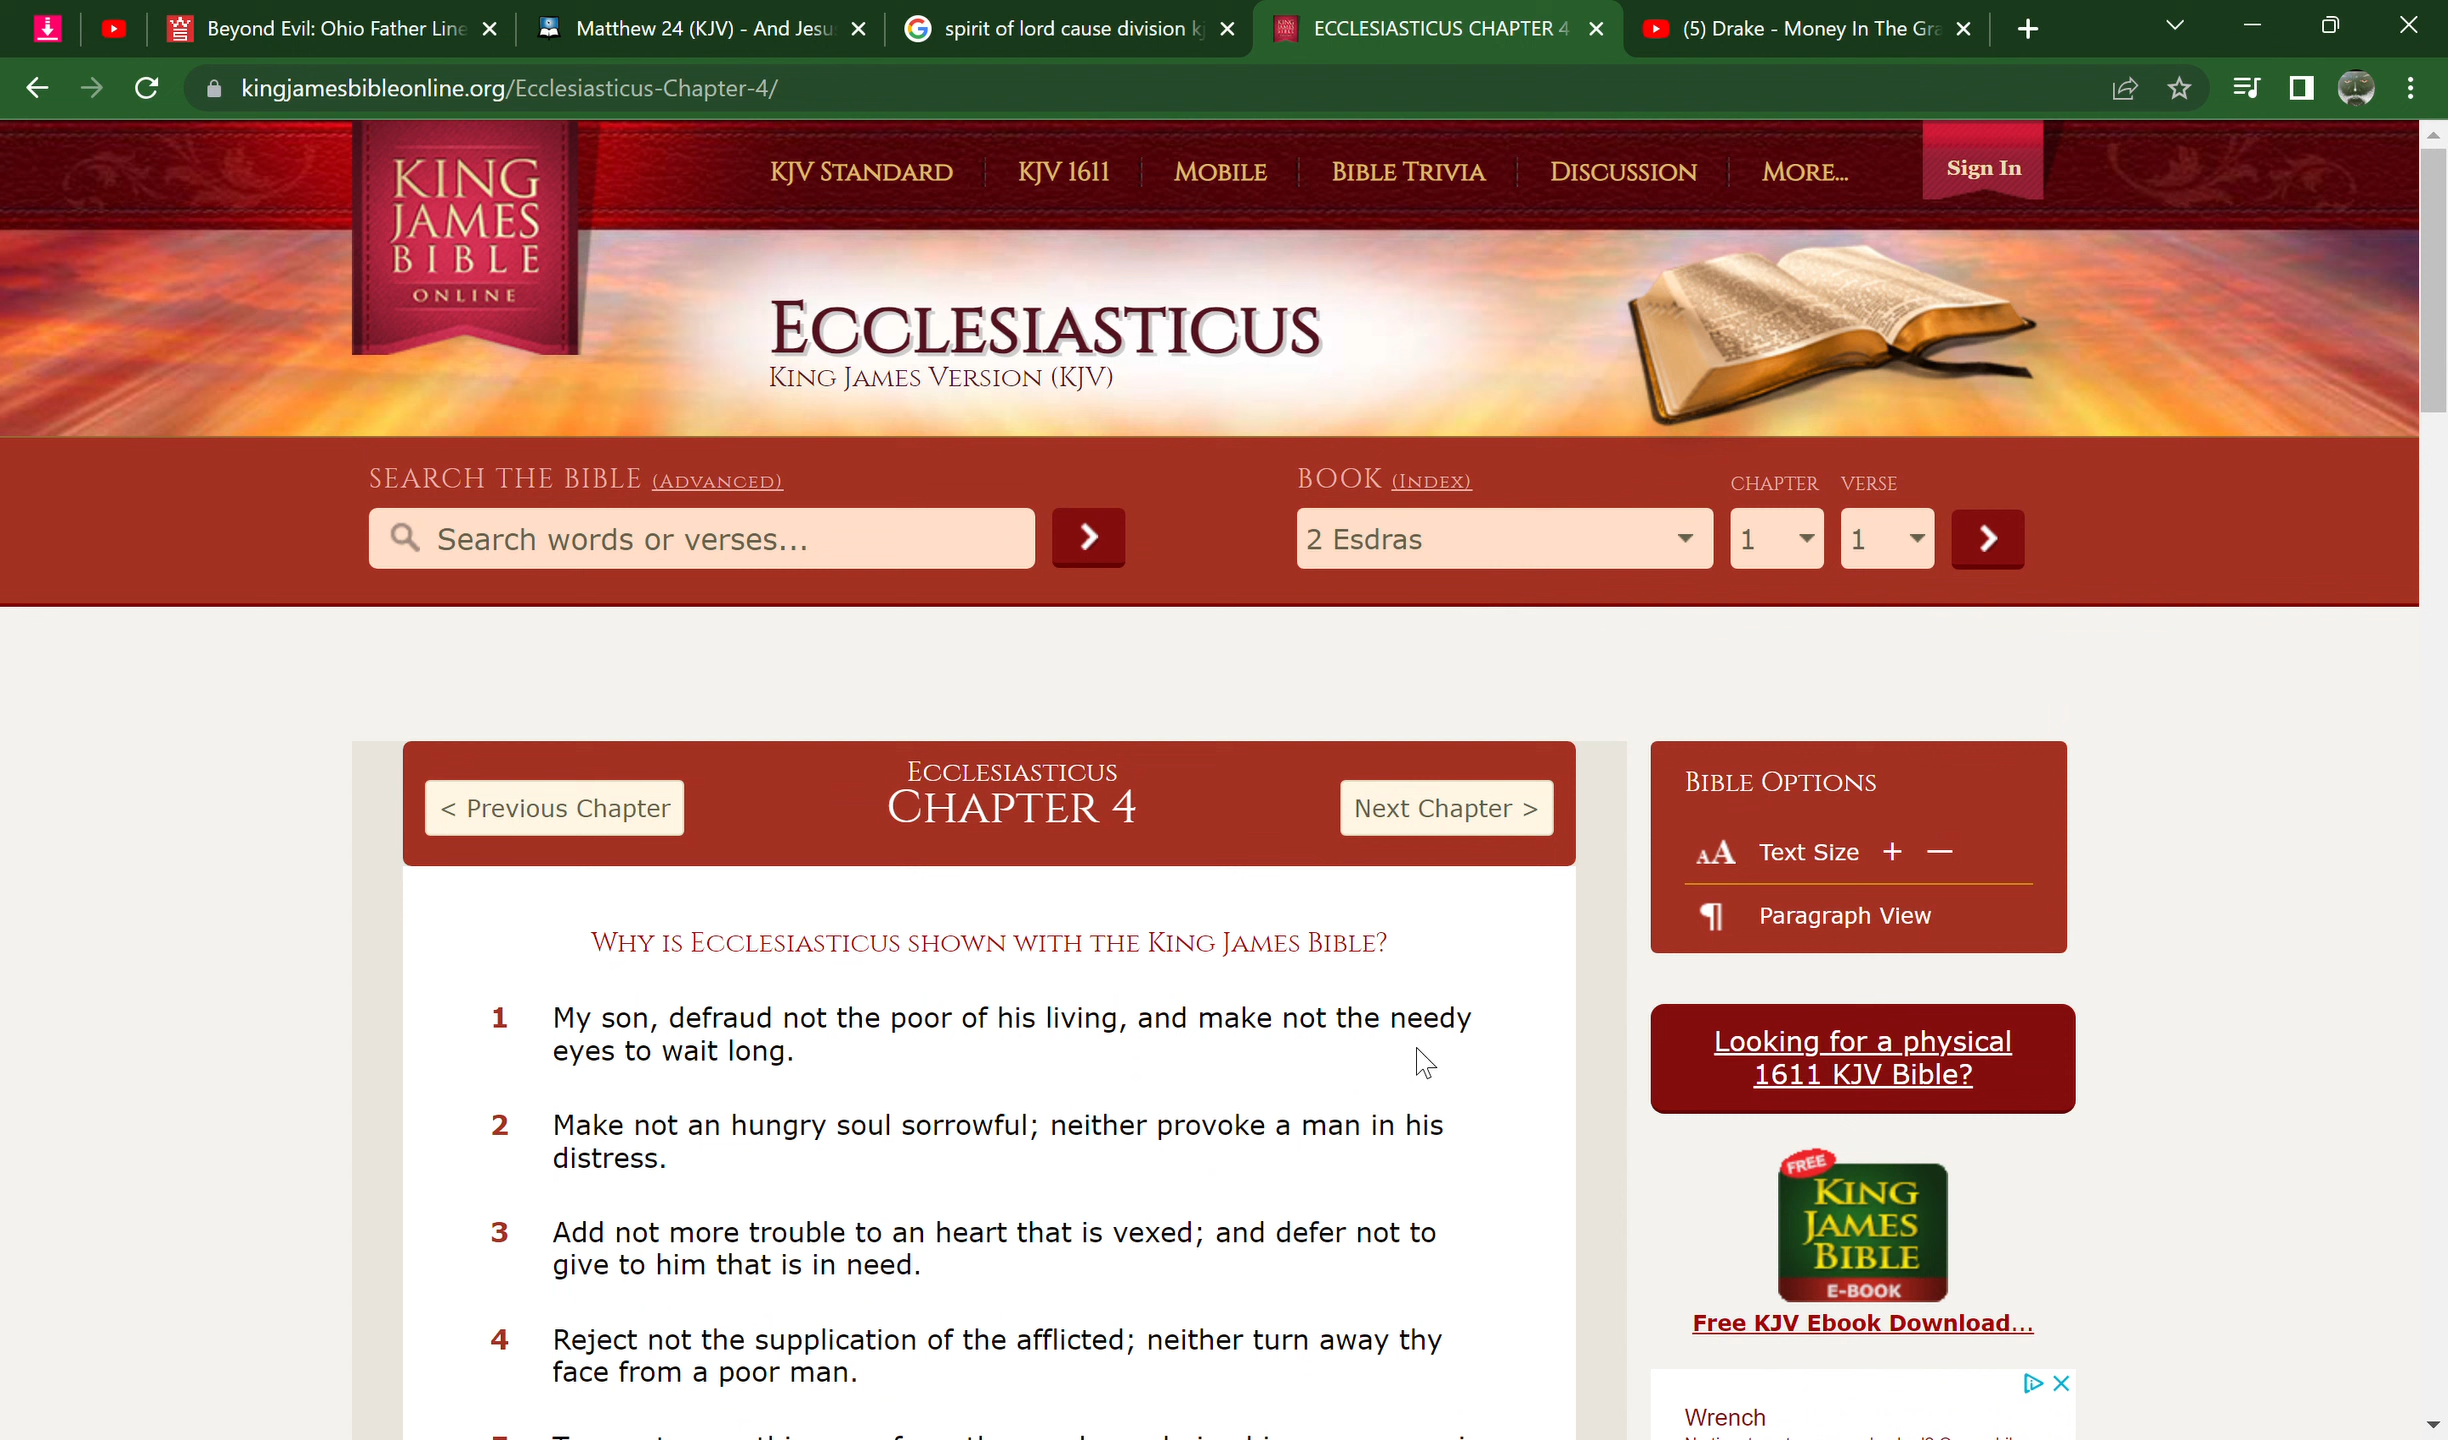 Beyond Evil: Ohio Father Line
Matthew 24 (KJV) - And Jesu
spirit of lord cause division k
ECCLESIASTICUS CHAPTER 4
(5) Drake - Money In The Gra
kingjamesbibleonline.org/Ecclesiasticus-Chapter-4/
KING
JAMES
BIBLE
ONLINE
KJV STANDARD
KJV 1611
MOBILE
BIBLE TRIVIA
DISCUSSION
MORE...
Sign In
ECCLESIASTICUS
KING JAMES VERSION (KJV)
SEARCH THE BIBLE (ADVANCED)
BOOK (INDEX)
CHAPTER
VERSE
Search words or verses...
2 Esdras
1
1
< Previous Chapter
ECCLESIASTICUS
CHAPTER 4
Next Chapter >
WHY IS ECCLESIASTICUS SHOWN WITH THE KING JAMES BIBLE?
1 My son, defraud not the poor of his living, and make not the needy
eyes to wait long.
2 Make not an hungry soul sorrowful; neither provoke a man in his
distress.
3 Add not more trouble to an heart that is vexed; and defer not to
give to him that is in need.
4 Reject not the supplication of the afflicted; neither turn away thy
face from a poor man.
BIBLE OPTIONS
AA Text Size + —
¶ Paragraph View
Looking for a physical
1611 KJV Bible?
FREE
KING
JAMES
BIBLE
E-BOOK
Free KJV Ebook Download...
Wrench